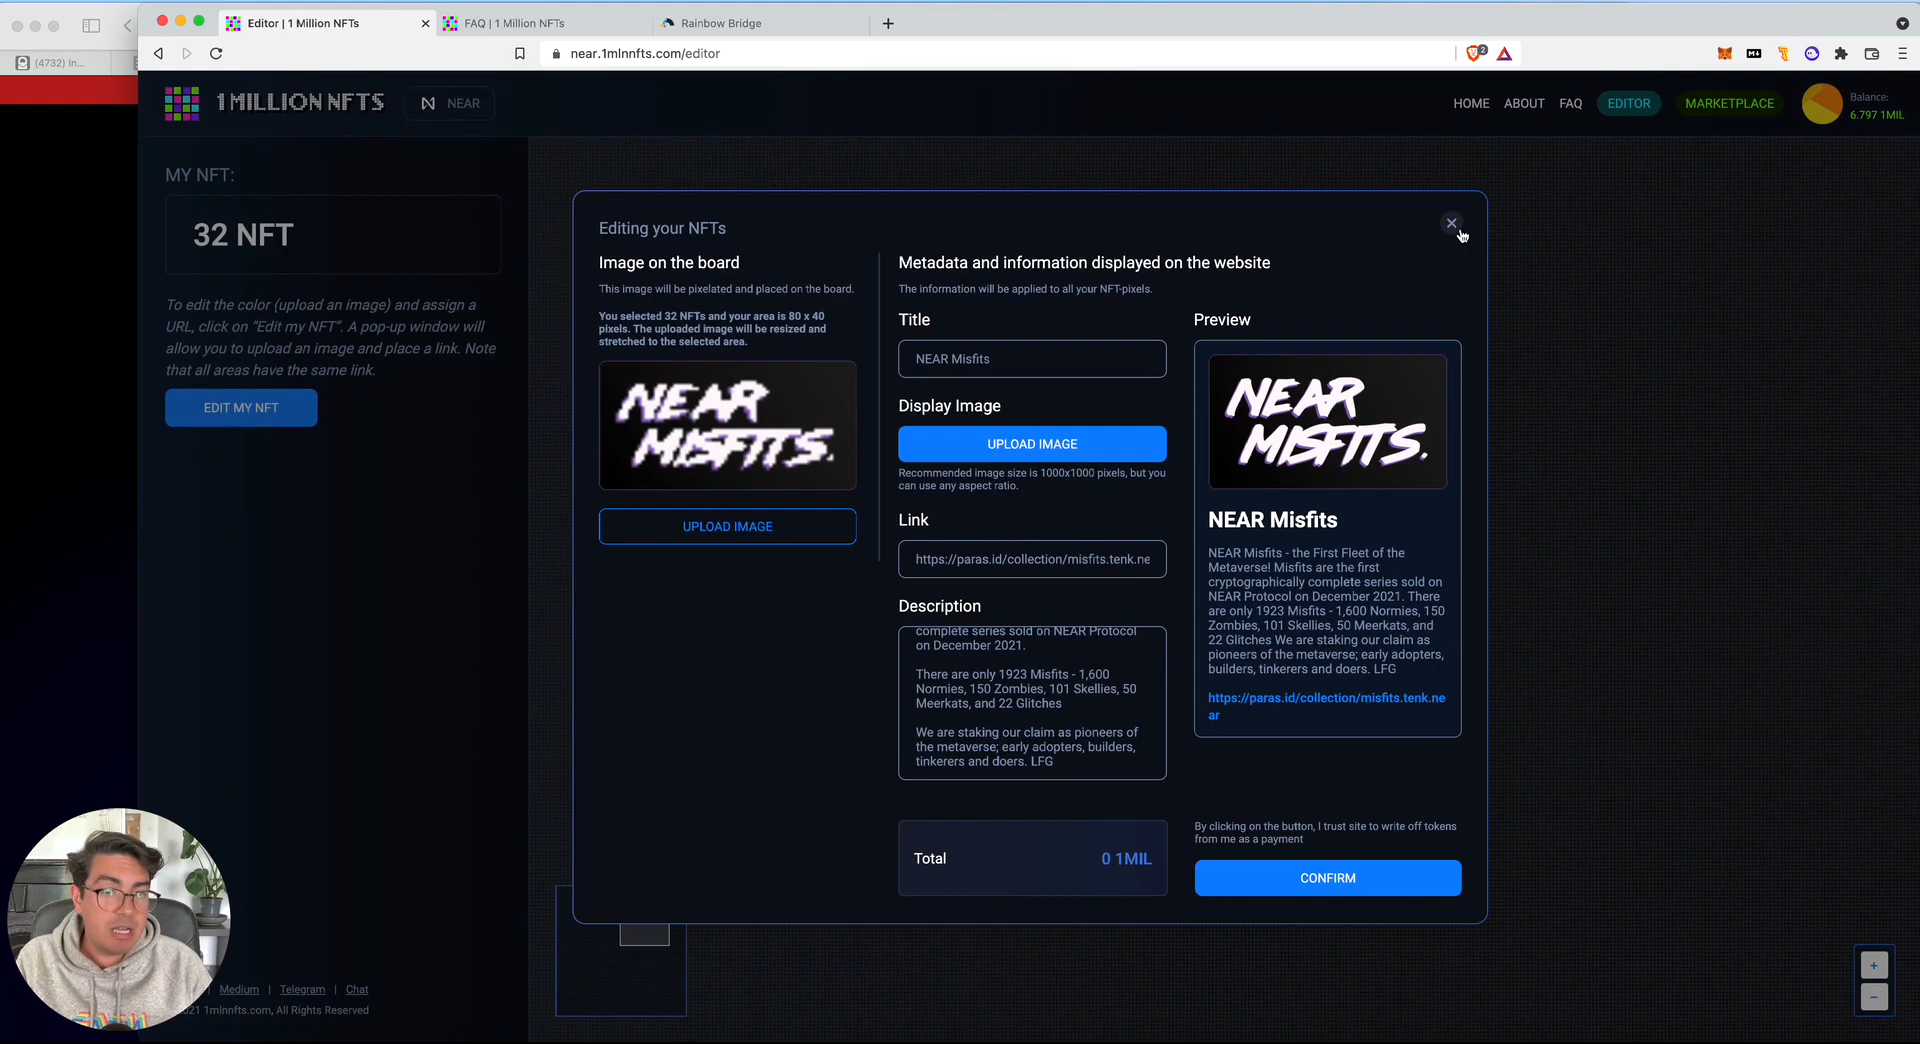 Editor | 1 Million NFTs
FAQ | 1 Million NFTs
Rainbow Bridge
(4732) In...
near.1mlnnfts.com/editor
2
1 MILLION NFTS
NEAR
HOME
ABOUT
FAQ
EDITOR
MARKETPLACE
Balance:
6.797 1MIL
MY NFT:
32 NFT
To edit the color (upload an image) and assign a
URL, click on “Edit my NFT”. A pop-up window will
allow you to upload an image and place a link. Note
that all areas have the same link.
EDIT MY NFT
Editing your NFTs
Image on the board
This image will be pixelated and placed on the board.
You selected 32 NFTs and your area is 80 x 40
pixels. The uploaded image will be resized and
stretched to the selected area.
NEAR
MISFITS.
UPLOAD IMAGE
Metadata and information displayed on the website
The information will be applied to all your NFT-pixels.
Title
NEAR Misfits
Display Image
UPLOAD IMAGE
Recommended image size is 1000x1000 pixels, but you
can use any aspect ratio.
Link
https://paras.id/collection/misfits.tenk.ne
Description
complete series sold on NEAR Protocol
on December 2021.
There are only 1923 Misfits - 1,600
Normies, 150 Zombies, 101 Skellies, 50
Meerkats, and 22 Glitches
We are staking our claim as pioneers of
the metaverse; early adopters, builders,
tinkerers and doers. LFG
Total
0 1MIL
Preview
NEAR
MISFITS.
NEAR Misfits
NEAR Misfits - the First Fleet of the
Metaverse! Misfits are the first
cryptographically complete series sold on
NEAR Protocol on December 2021. There
are only 1923 Misfits - 1,600 Normies, 150
Zombies, 101 Skellies, 50 Meerkats, and
22 Glitches We are staking our claim as
pioneers of the metaverse; early adopters,
builders, tinkerers and doers. LFG
https://paras.id/collection/misfits.tenk.ne
ar
By clicking on the button, I trust site to write off tokens
from me as a payment
CONFIRM
| Medium | Telegram | Chat
021 1mlnnfts.com, All Rights Reserved
+
−